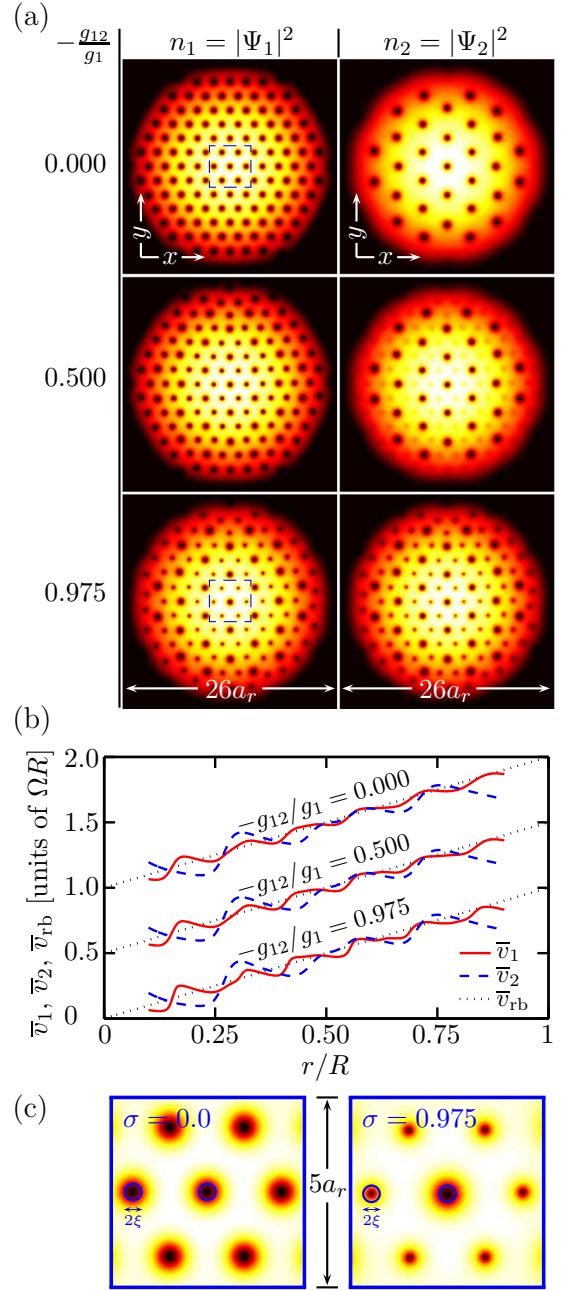 (a)
−g₁₂/g₁ n₁ = |Ψ₁|² n₂ = |Ψ₂|²
0.000
y x y x
0.500
0.975
26aᵣ 26aᵣ
(b)
v̅₁, v̅₂, v̅rb [units of ΩR]
2.0
1.5
1.0
0.5
0
−g₁₂/g₁ = 0.000
−g₁₂/g₁ = 0.500
−g₁₂/g₁ = 0.975
v̅₁
v̅₂
v̅rb
0 0.25 0.50 0.75 1
r/R
(c)
σ = 0.0 σ = 0.975
5aᵣ
2ξ 2ξ